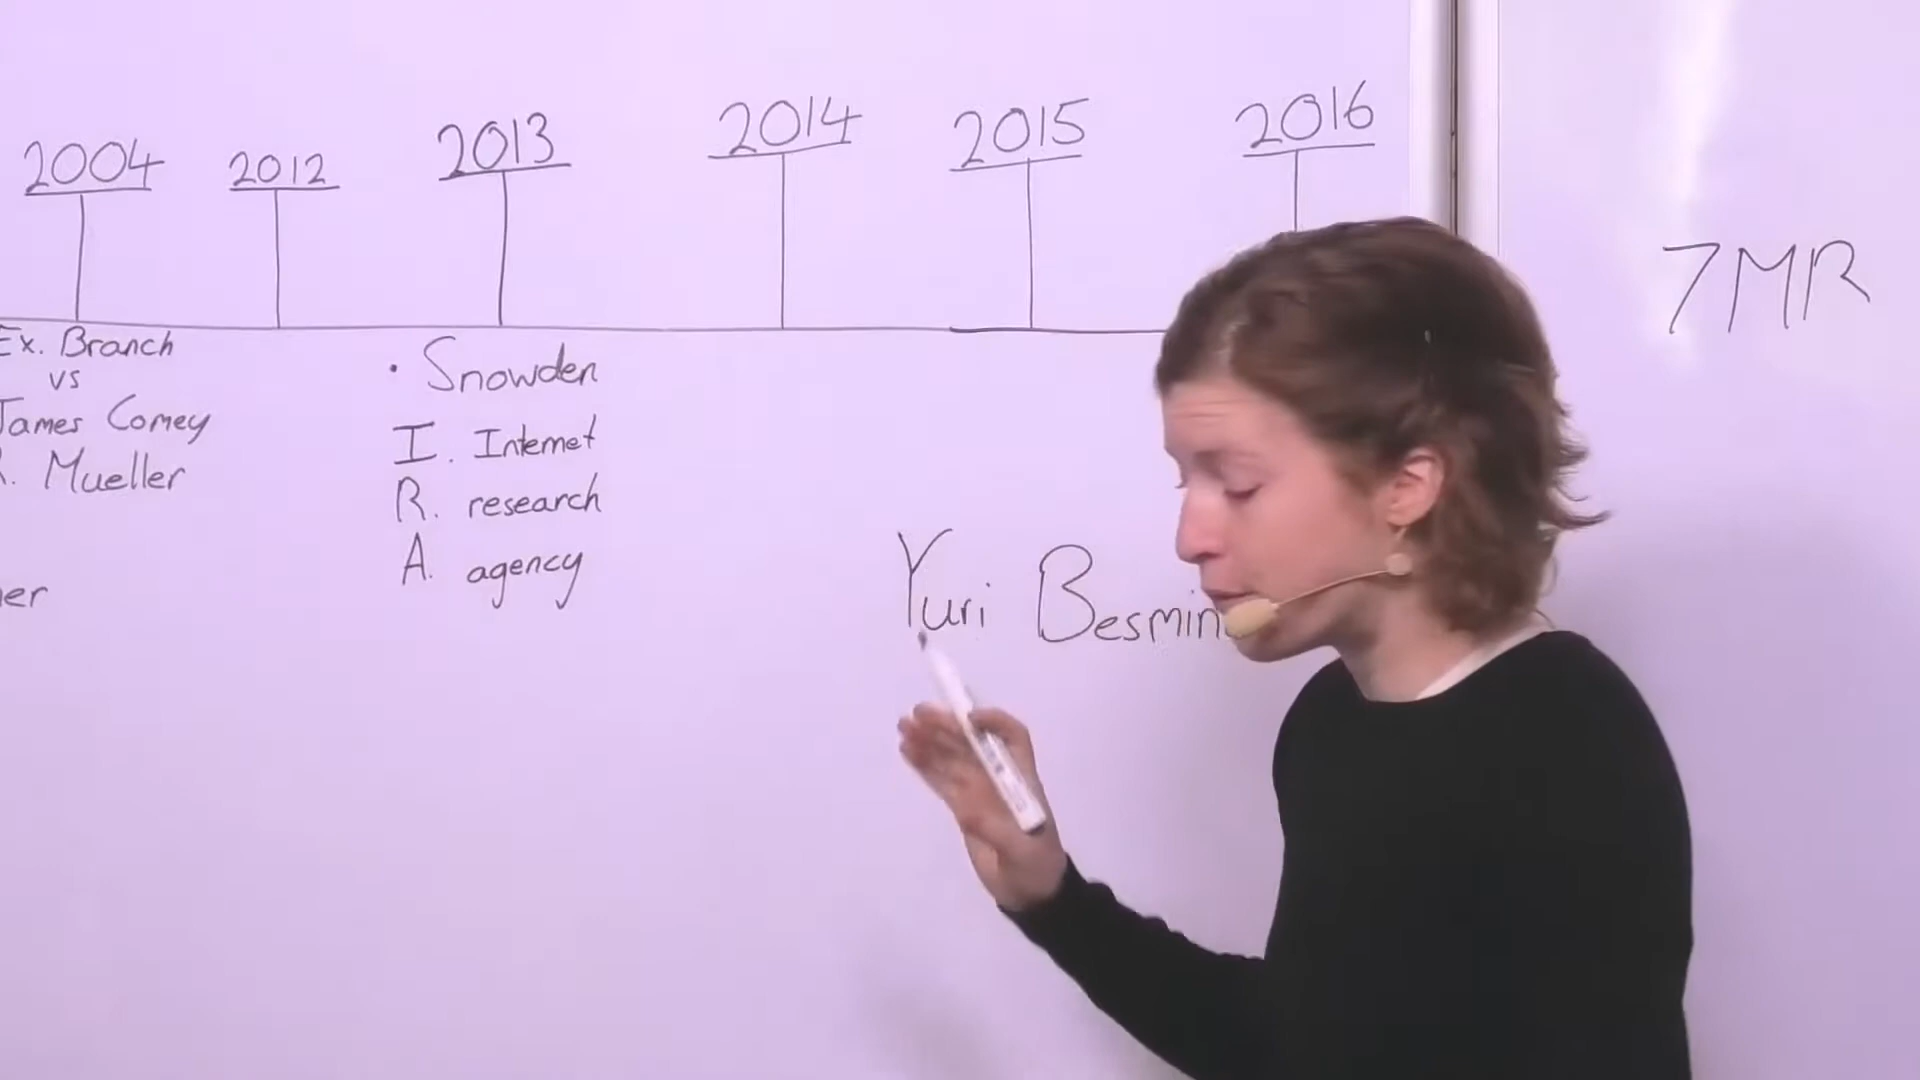 2004 2012 2013 2014 2015 2016
7MR
Ex. Branch
vs
James Comey
R. Mueller
• Snowden
I. Internet
R. research
A. agency
Yuri Besmin